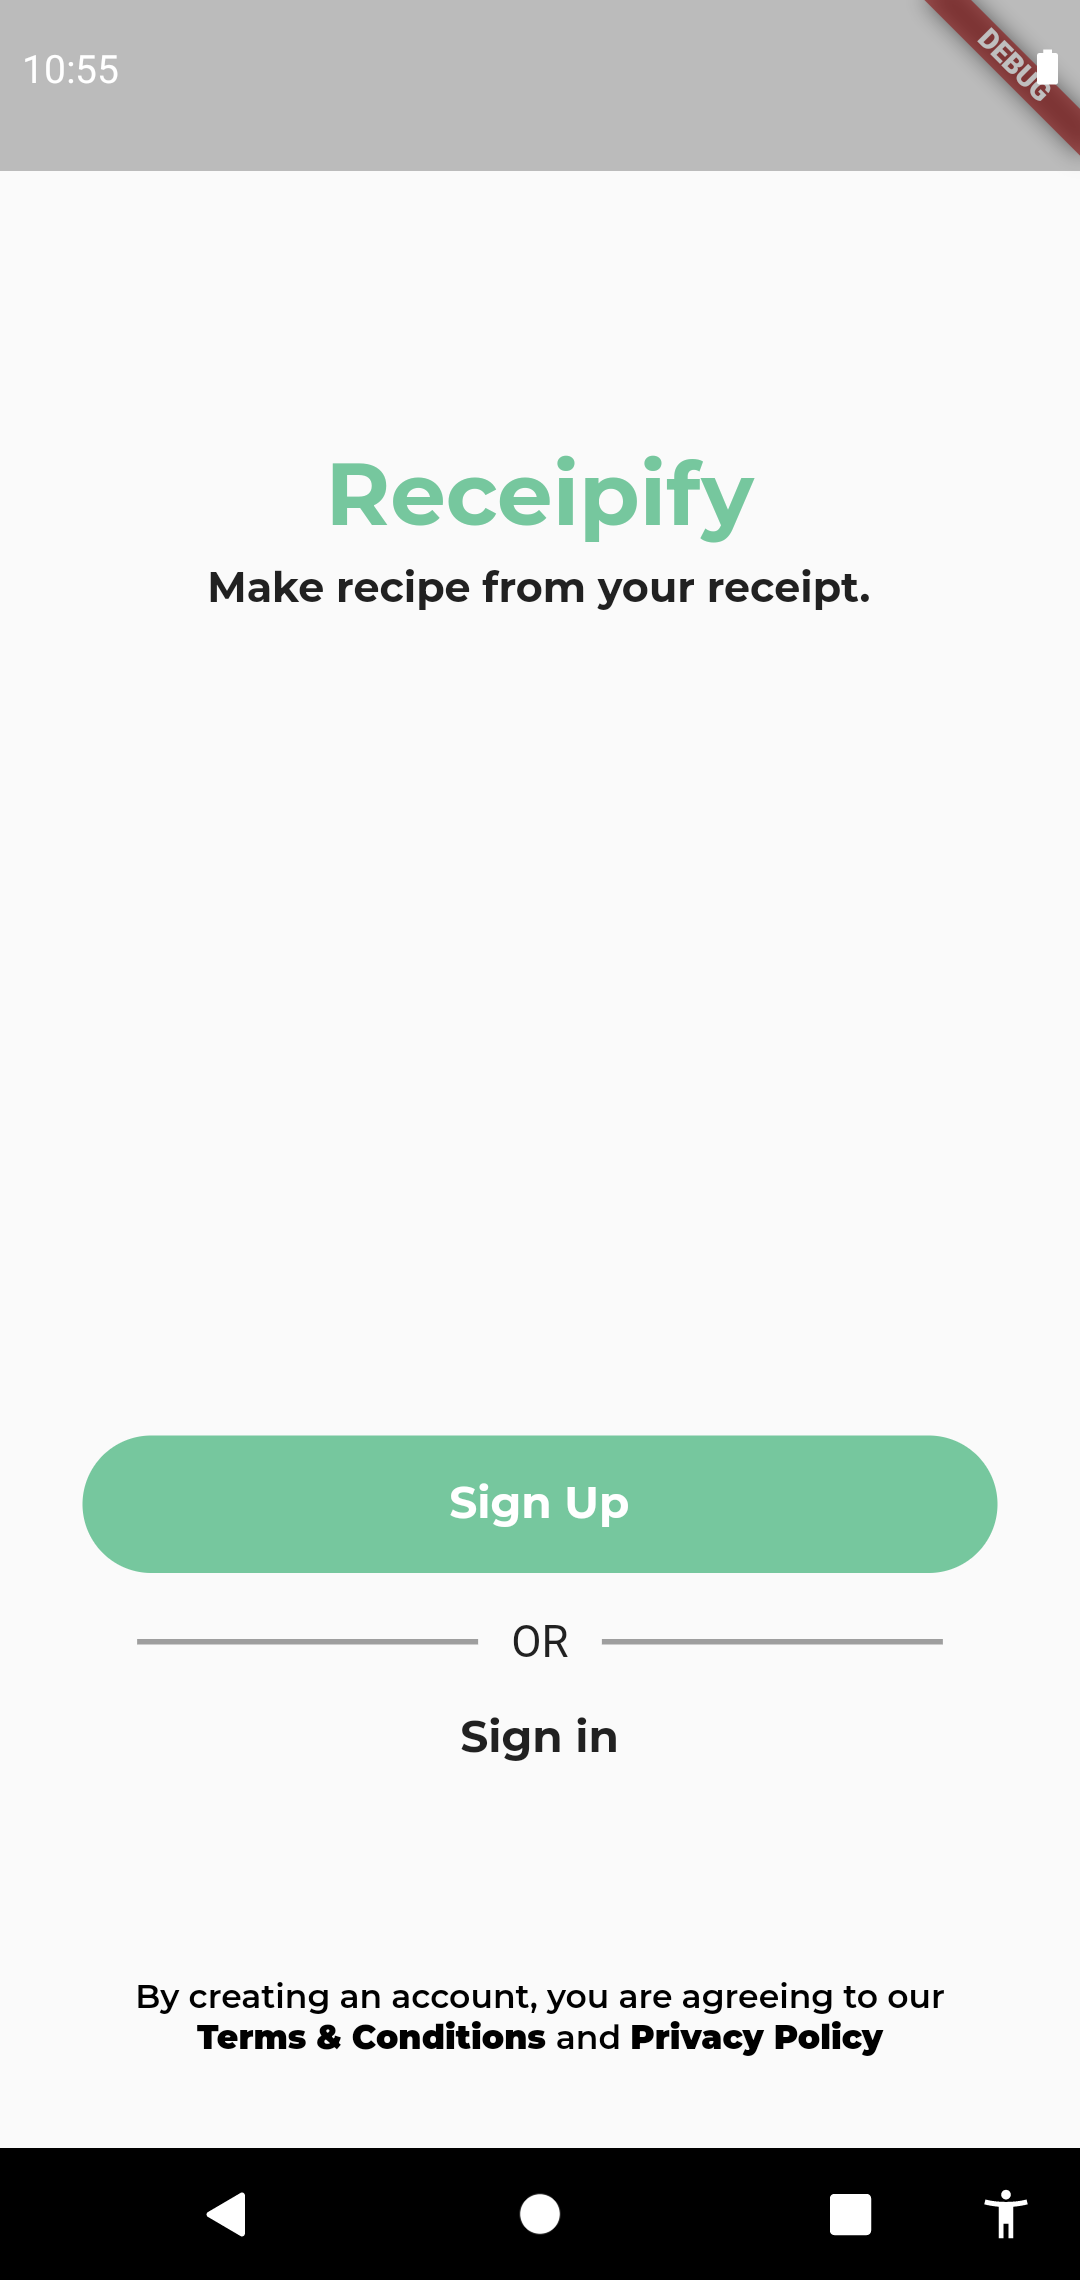 10:55
DEBUG
Receipify
Make recipe from your receipt.
Sign Up
OR
Sign in
By creating an account, you are agreeing to our
Terms & Conditions and Privacy Policy